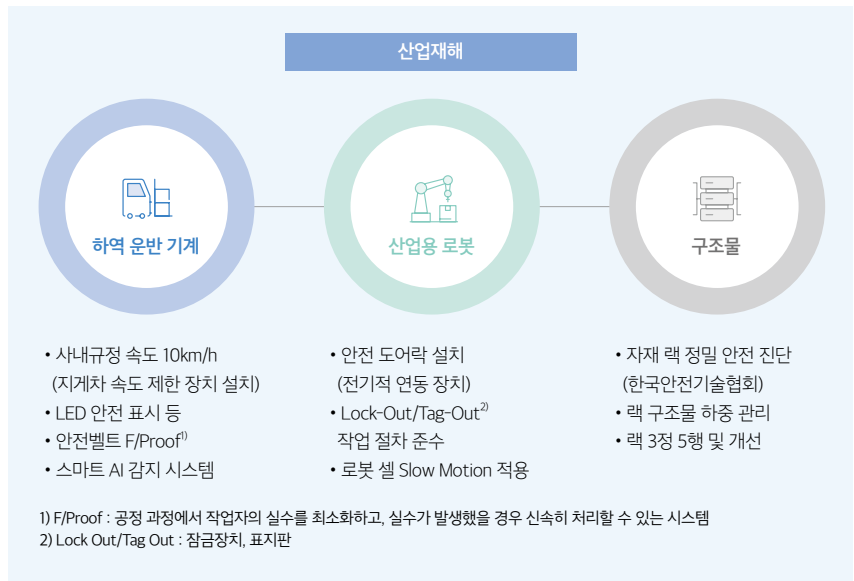 산업재해
하역 운반 기계
산업용 로봇
구조물
• 사내규정 속도 10km/h
(지게차 속도 제한 장치 설치)
• LED 안전 표시 등
• 안전벨트 F/Proof1)
• 스마트 AI 감지 시스템
• 안전 도어락 설치
(전기적 연동 장치)
• Lock-Out/Tag-Out2)
작업 절차 준수
• 로봇 셀 Slow Motion 적용
• 자재 랙 정밀 안전 진단
(한국안전기술협회)
• 랙 구조물 하중 관리
• 랙 3정 5행 및 개선
1) F/Proof : 공정 과정에서 작업자의 실수를 최소화하고, 실수가 발생했을 경우 신속히 처리할 수 있는 시스템
2) Lock Out/Tag Out : 잠금장치, 표지판